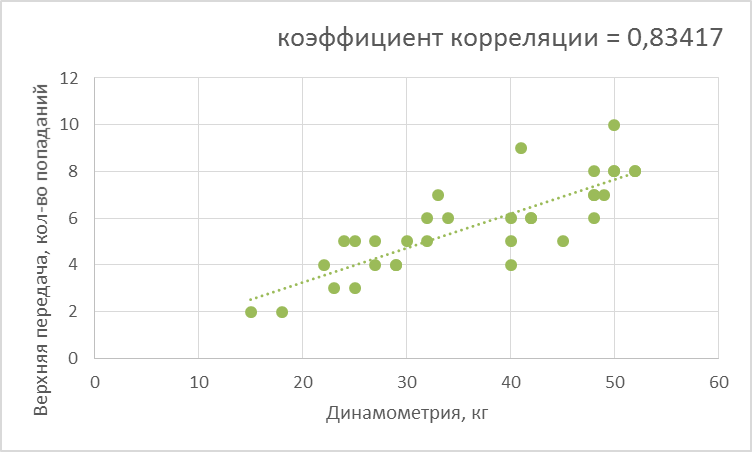 коэффициент корреляции = 0,83417
Верхняя передача, кол-во попаданий
12
10
8
6
4
2
0
0 10 20 30 40 50 60
Динамометрия, кг